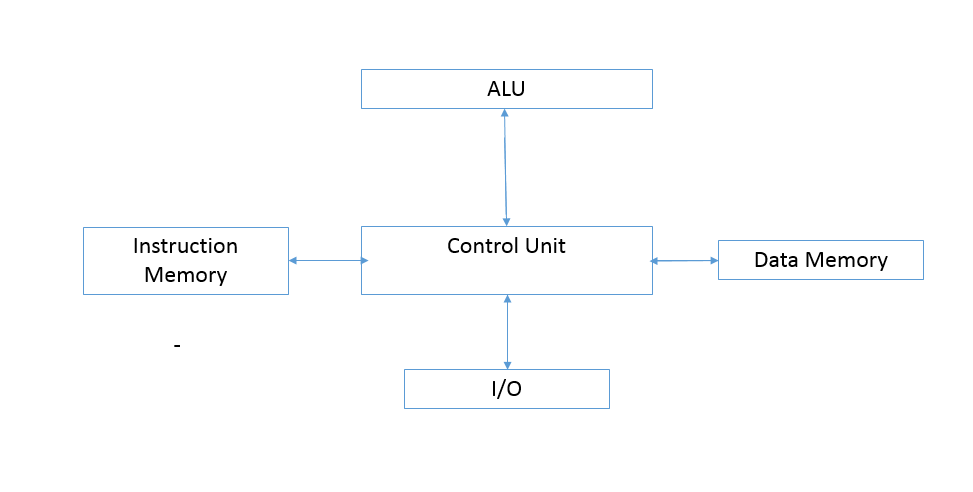 ALU
Instruction
Memory
Control Unit
Data Memory
-
I/O